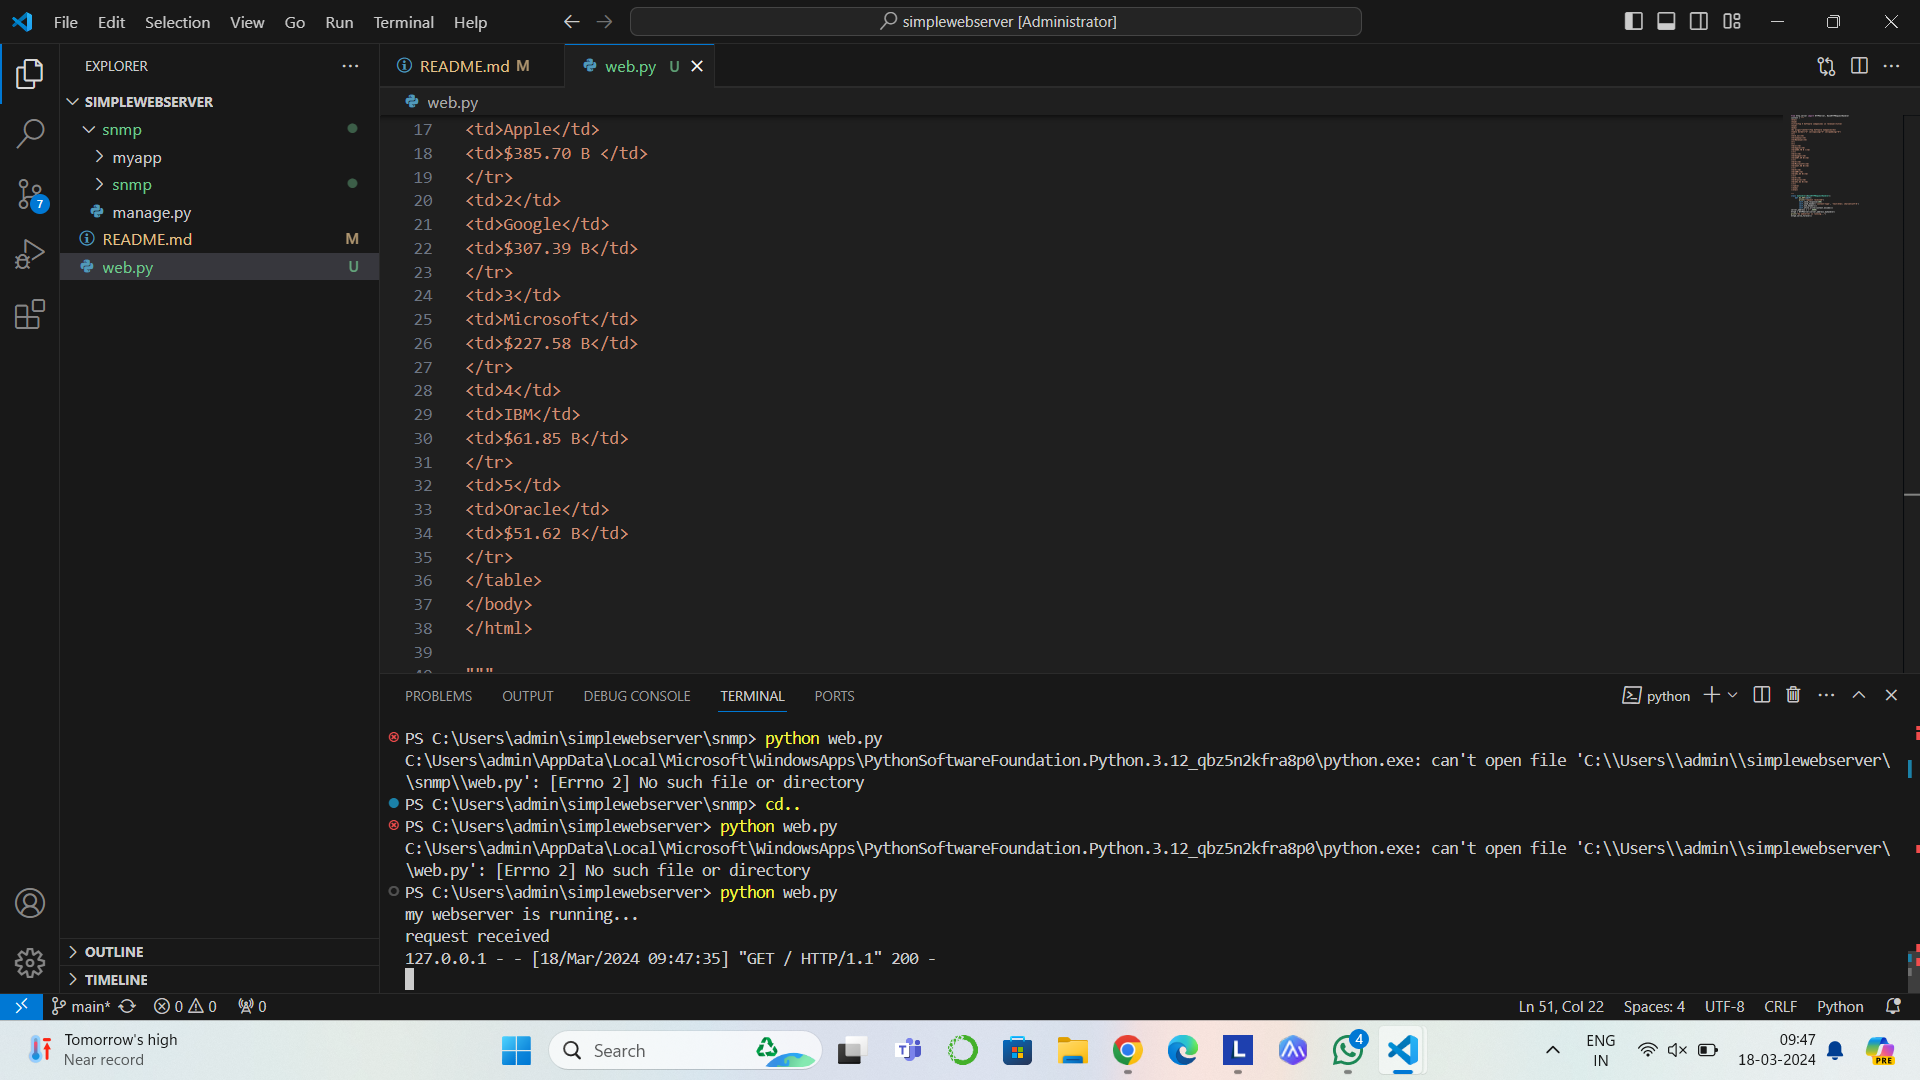 File Edit Selection View Go Run Terminal Help
simplewebserver [Administrator]
EXPLORER
SIMPLEWEBSERVER
snmp
myapp
snmp
manage.py
README.md M
web.py U
OUTLINE
TIMELINE
7
README.md M
web.py U
web.py
17 <td>Apple</td>
18 <td>$385.70 B </td>
19 </tr>
20 <td>2</td>
21 <td>Google</td>
22 <td>$307.39 B</td>
23 </tr>
24 <td>3</td>
25 <td>Microsoft</td>
26 <td>$227.58 B</td>
27 </tr>
28 <td>4</td>
29 <td>IBM</td>
30 <td>$61.85 B</td>
31 </tr>
32 <td>5</td>
33 <td>Oracle</td>
34 <td>$51.62 B</td>
35 </tr>
36 </table>
37 </body>
38 </html>
39
"""
PROBLEMS OUTPUT DEBUG CONSOLE TERMINAL PORTS
python
PS C:\Users\admin\simplewebserver\snmp> python web.py
C:\Users\admin\AppData\Local\Microsoft\WindowsApps\PythonSoftwareFoundation.Python.3.12_qbz5n2kfra8p0\python.exe: can't open file 'C:\\Users\\admin\\simplewebserver\
\snmp\\web.py': [Errno 2] No such file or directory
PS C:\Users\admin\simplewebserver\snmp> cd..
PS C:\Users\admin\simplewebserver> python web.py
C:\Users\admin\AppData\Local\Microsoft\WindowsApps\PythonSoftwareFoundation.Python.3.12_qbz5n2kfra8p0\python.exe: can't open file 'C:\\Users\\admin\\simplewebserver\
\web.py': [Errno 2] No such file or directory
PS C:\Users\admin\simplewebserver> python web.py
my webserver is running...
request received
127.0.0.1 - - [18/Mar/2024 09:47:35] "GET / HTTP/1.1" 200 -
main* 0 0 0
Ln 51, Col 22 Spaces: 4 UTF-8 CRLF Python
Tomorrow's high
Near record
Search
L
4
ENG
IN
09:47
18-03-2024
PRE